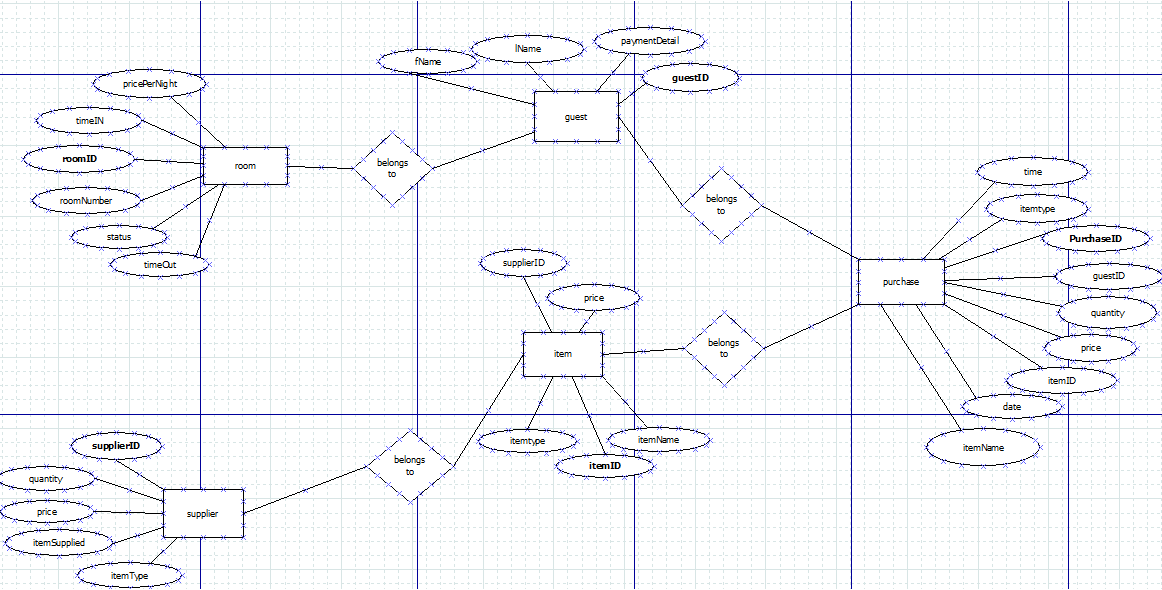 fName
lName
paymentDetail
guestID
guest
pricePerNight
timeIN
roomID
roomNumber
status
timeOut
room
belongs
to
belongs
to
time
itemtype
PurchaseID
guestID
quantity
price
itemID
date
itemName
purchase
supplierID
price
item
belongs
to
itemtype
itemID
itemName
belongs
to
supplierID
quantity
price
itemSupplied
itemType
supplier